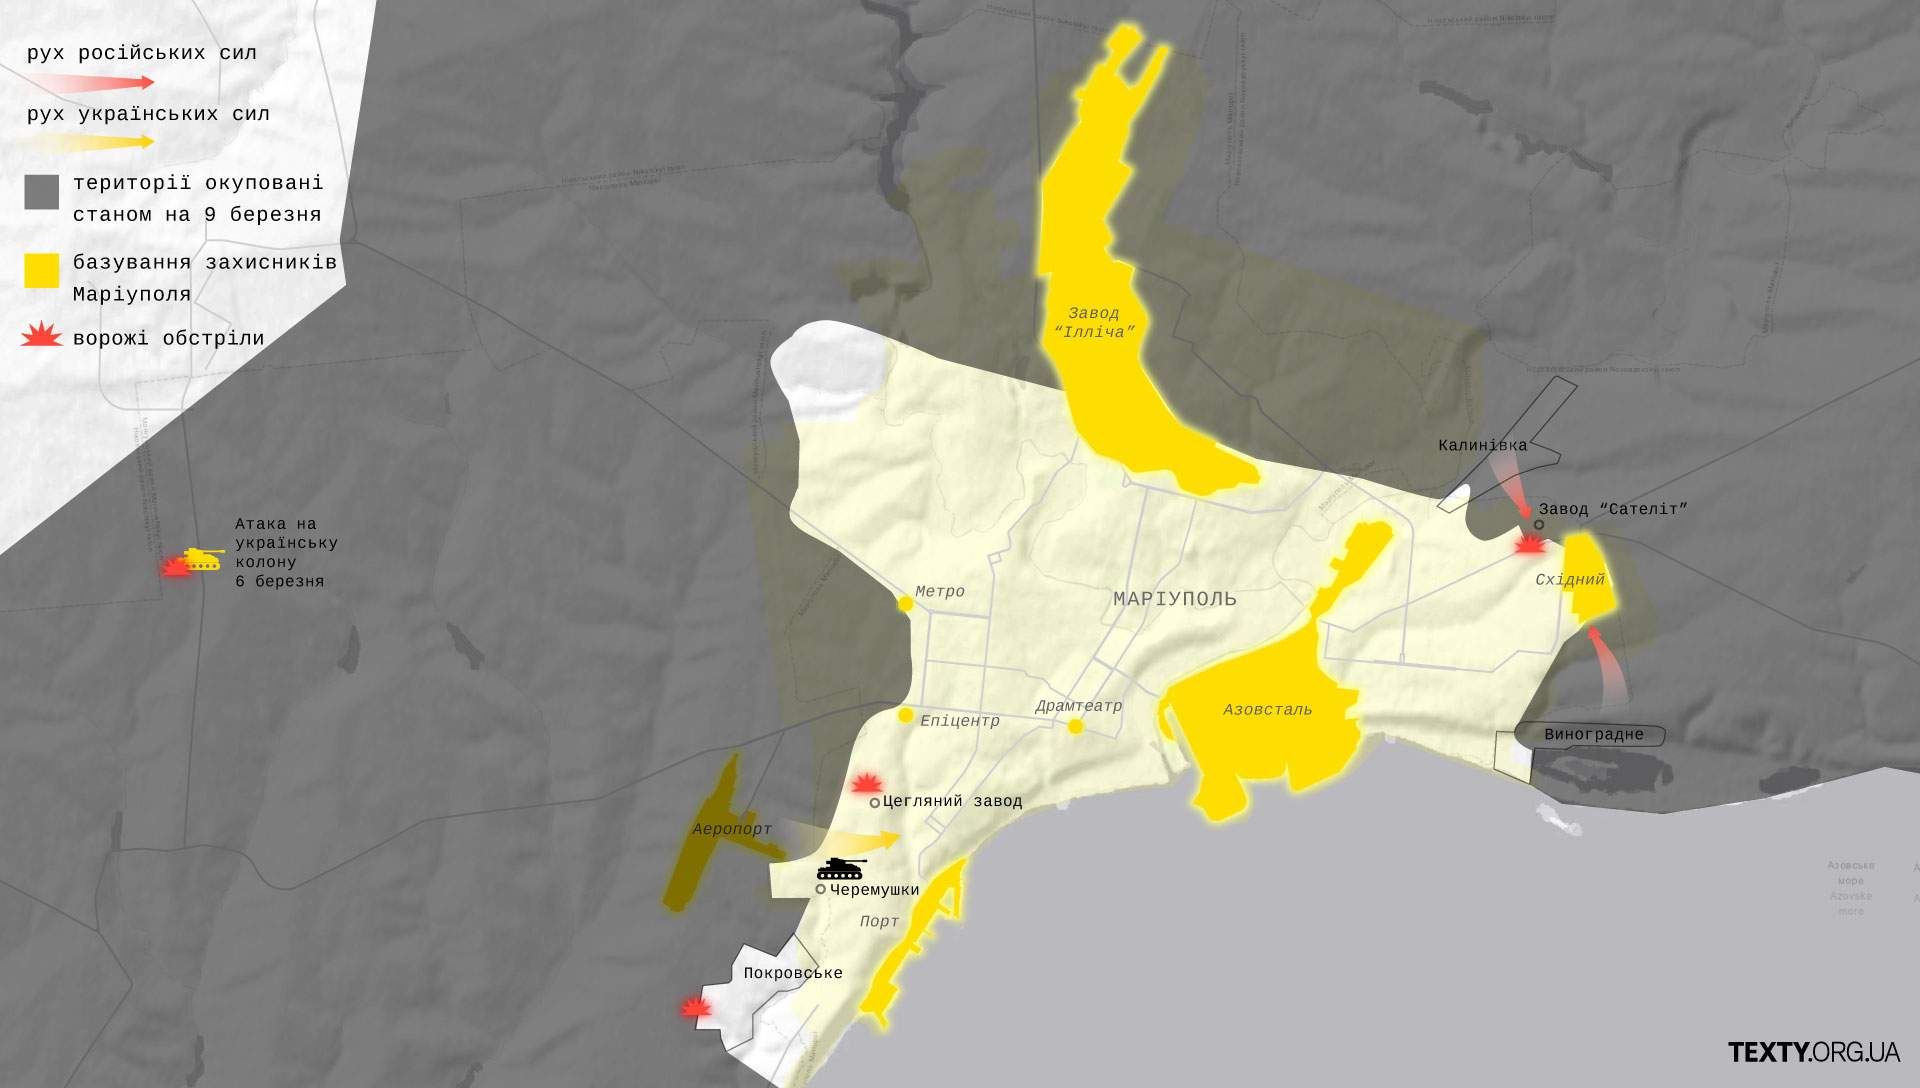 рух російських сил
рух українських сил
території окуповані
станом на 9 березня
базування захисників
Маріуполя
ворожі обстріли
Атака на
українську
колону
6 березня
Завод
“Ілліча”
Калинівка
Завод “Сателіт”
Східний
Метро
МАРІУПОЛЬ
Драмтеатр
Епіцентр
Азовсталь
Виноградне
Цегляний завод
Аеропорт
Черемушки
Порт
Покровське
Азовське
море
Azovske
more
TEXTY.ORG.UA